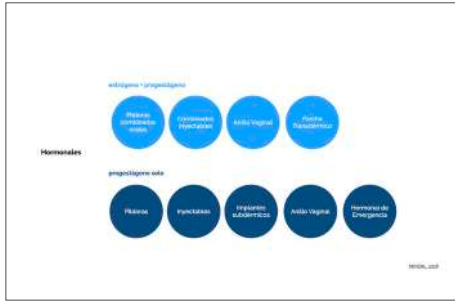 estrógeno + progestágeno
Píldoras
combinadas
orales
Combinados
Inyectables
Anillo Vaginal
Parche
Transdérmico
Hormonales
progestágeno solo
Píldoras
Inyectables
Implantes
subdérmicos
Anillo Vaginal
Hormonas de
Emergencia